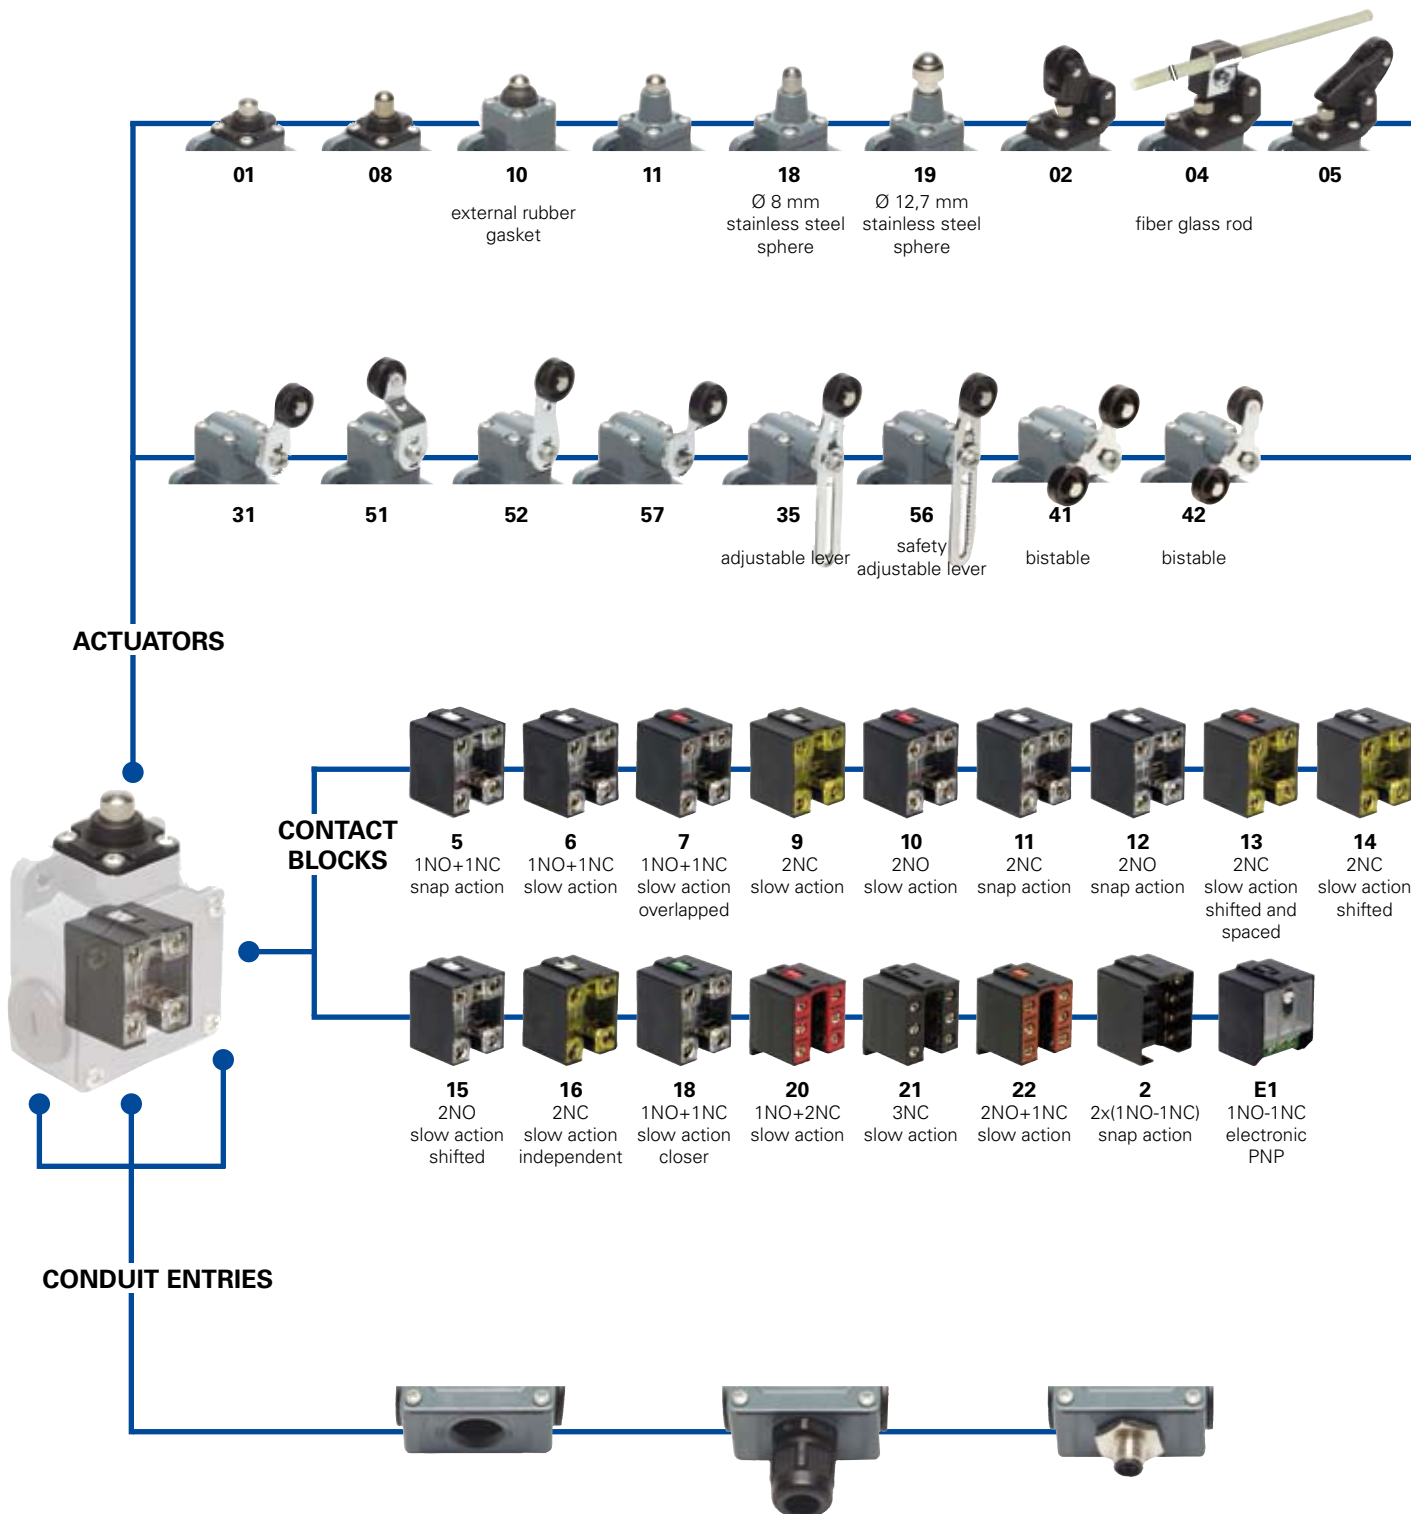 01 08 10 11 18 19 02 04 05
external rubber
gasket
Ø 8 mm
stainless steel
sphere
Ø 12,7 mm
stainless steel
sphere
fiber glass rod
31 51 52 57 35 56 41 42
adjustable lever
safety
adjustable lever
bistable
bistable
ACTUATORS
CONTACT
BLOCKS
5
1NO+1NC
snap action
6
1NO+1NC
slow action
7
1NO+1NC
slow action
overlapped
9
2NC
slow action
10
2NO
slow action
11
2NC
snap action
12
2NO
snap action
13
2NC
slow action
shifted and
spaced
14
2NC
slow action
shifted
15
2NO
slow action
shifted
16
2NC
slow action
independent
18
1NO+1NC
slow action
closer
20
1NO+2NC
slow action
21
3NC
slow action
22
2NO+1NC
slow action
2
2x(1NO-1NC)
snap action
E1
1NO-1NC
electronic
PNP
CONDUIT ENTRIES